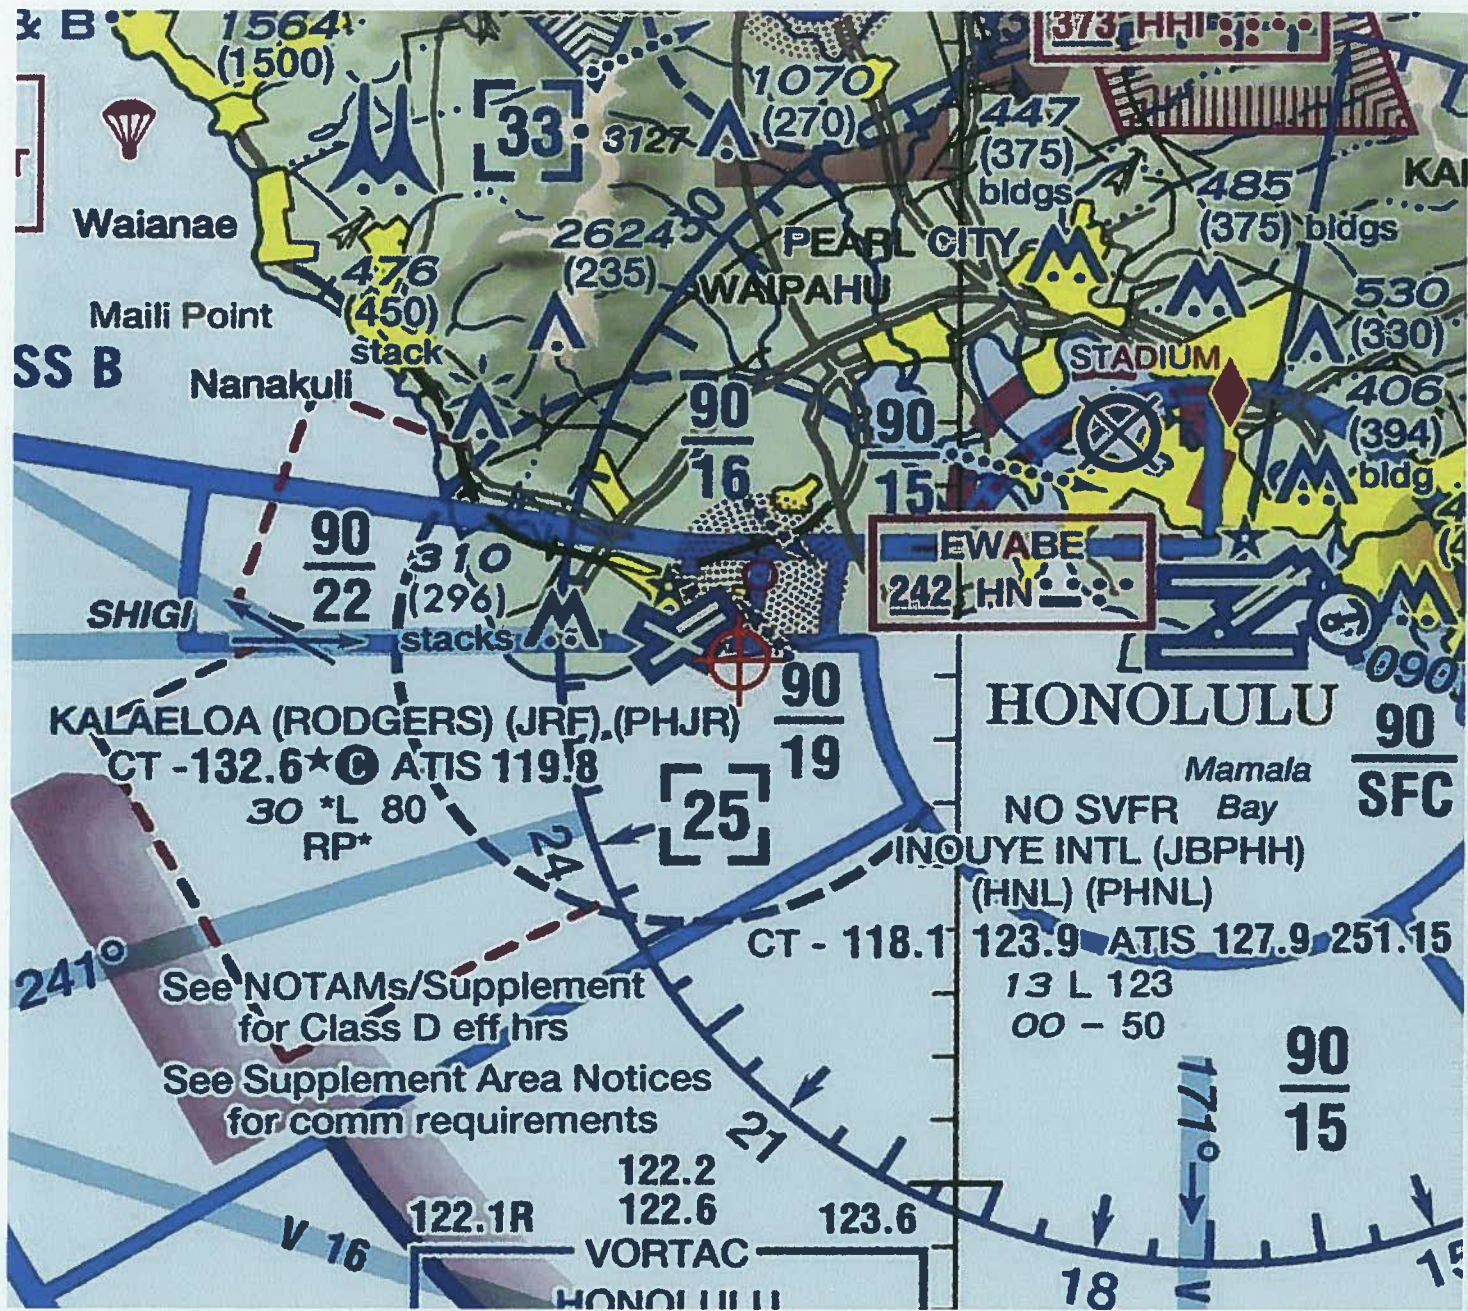 & B
1564
(1500)
33
3127
1070
(270)
373 HHI
447
(375)
bldgs
485
(375) bldgs
Waianae
2624
(235)
30
PEARL CITY
WAIPAHU
476
(450)
stack
Maili Point
530
(330)
SS B
Nanakuli
STADIUM
406
(394)
bldg
90
16
90
15
90
22
310
(296)
stacks
SHIGI
EWABE
242 HN
090
KALAELOA (RODGERS) (JRF) (PHJR)
CT - 132.6 ★ C ATIS 119.8
30 *L 80
RP*
90
19
25
24
HONOLULU
Mamala
Bay
90
SFC
NO SVFR
INOUYE INTL (JBPHH)
(HNL) (PHNL)
CT - 118.1 123.9 ATIS 127.9 251.15
13 L 123
00 - 50
241°
See NOTAMs/Supplement
for Class D eff hrs
See Supplement Area Notices
for comm requirements
21
171°
90
15
122.2
122.6
122.1R
123.6
VORTAC
HONOLULU
V 16
18
15
V